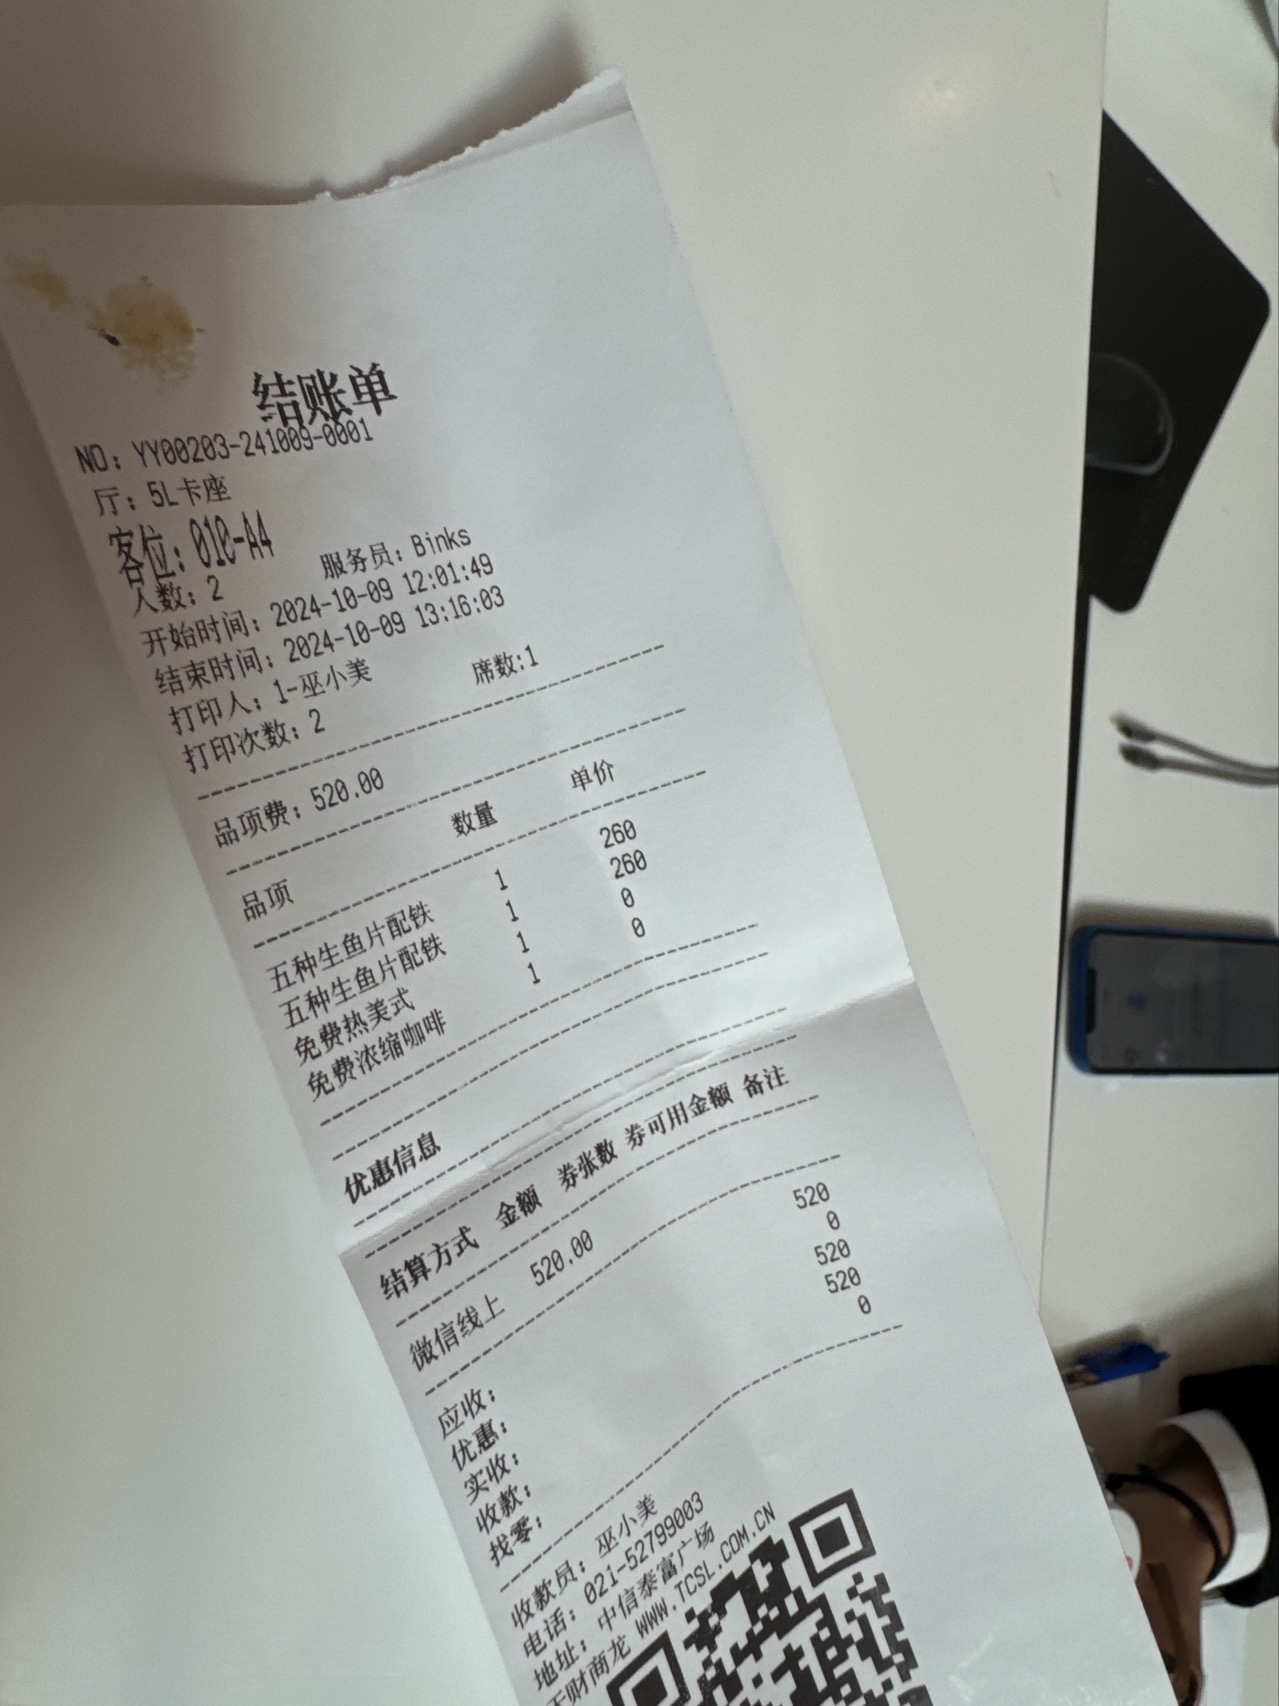 结账单
NO: YY00203-241009-0001
厅: 5L卡座
客位: 010-A4
人数: 2 服务员: Binks
开始时间: 2024-10-09 12:01:49
结束时间: 2024-10-09 13:16:03
打印人: 1-巫小美 席数:1
打印次数: 2
品项费: 520.00
品项 数量 单价
五种生鱼片配铁 1 260
五种生鱼片配铁 1 260
免费热美式 1 0
免费浓缩咖啡 1 0
优惠信息
结算方式 金额 券张数 券可用金额 备注
微信线上 520.00
应收: 520
优惠: 0
实收: 520
收款: 520
找零: 0
收款员: 巫小美
电话: 021-52799003
地址: 中信泰富广场
天财商龙 WWW.TCSL.COM.CN